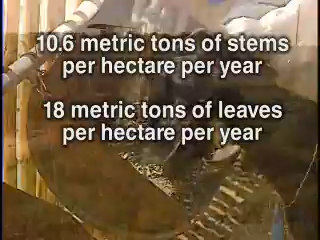 10.6 metric tons of stems
per hectare per year
18 metric tons of leaves
per hectare per year